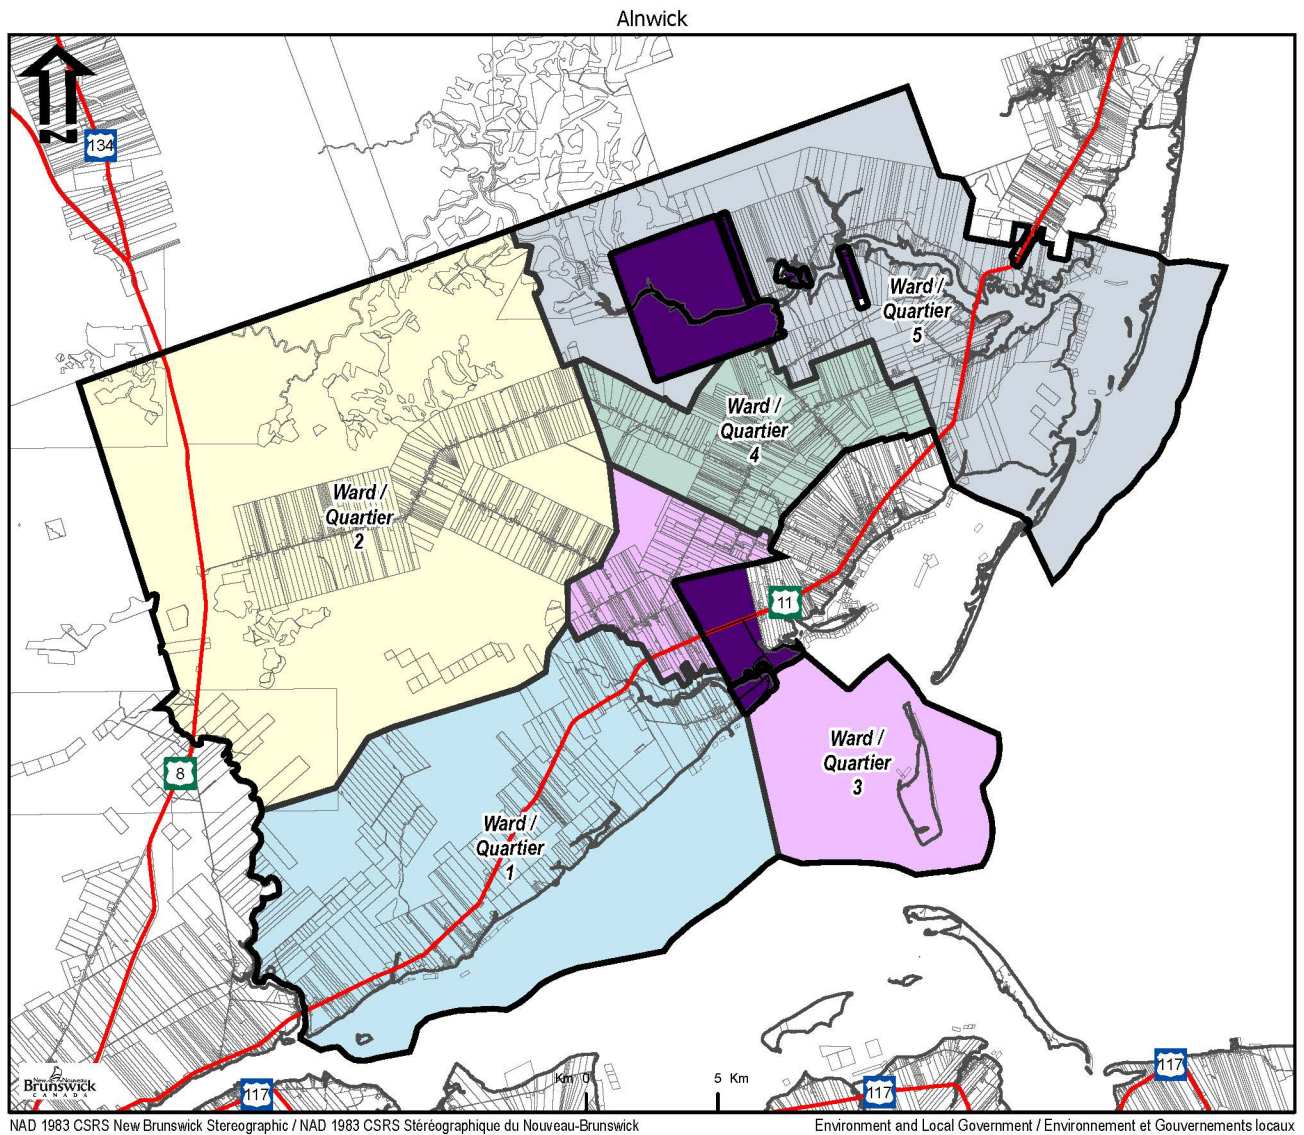 Alnwick
N
134
Ward /
Quartier
5
Ward /
Quartier
4
Ward /
Quartier
2
11
Ward /
Quartier
3
8
Ward /
Quartier
1
117
117
117
New Nouveau
Brunswick
CANADA
Km 0 5 Km
NAD 1983 CSRS New Brunswick Stereographic / NAD 1983 CSRS Stéréographique du Nouveau-Brunswick
Environment and Local Government / Environnement et Gouvernements locaux